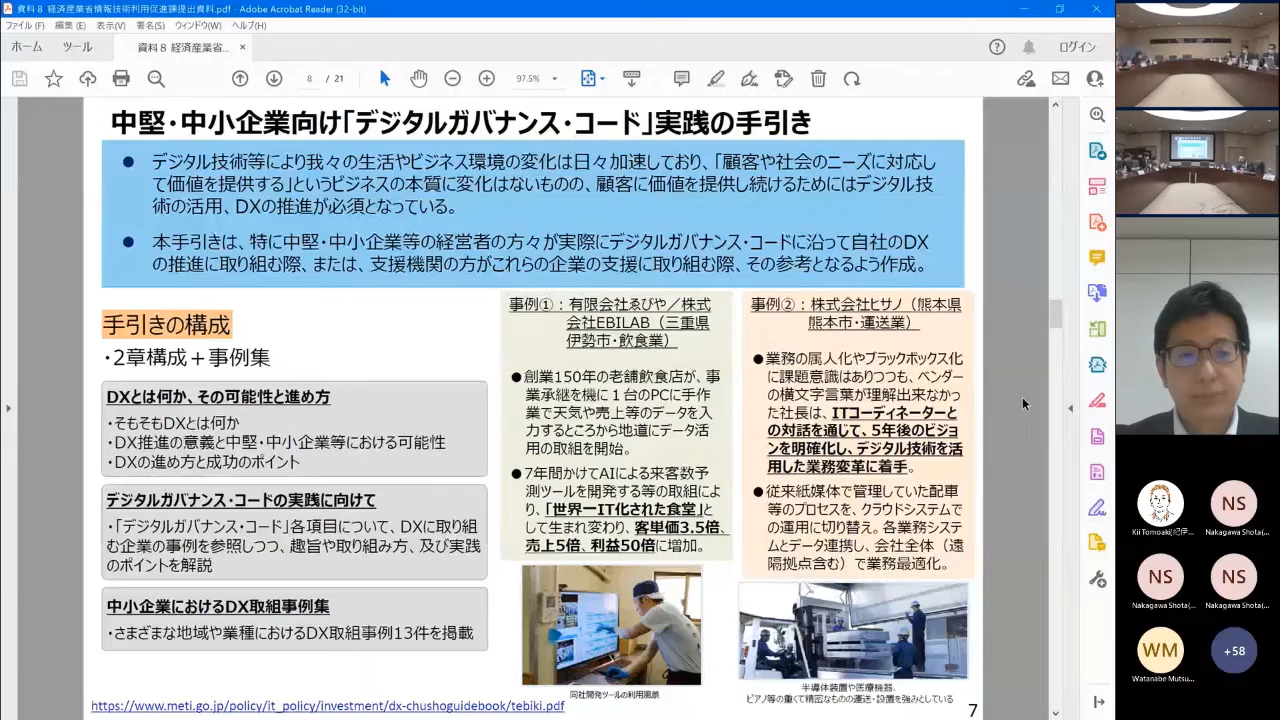 資料８ 経済産業省情報技術利用促進課提出資料.pdf - Adobe Acrobat Reader (32-bit)
ファイル(F) 編集(E) 表示(V) 署名(S) ウィンドウ(W) ヘルプ(H)
ホーム ツール 資料８ 経済産業省... × ログイン
8 / 21 97.5%
中堅・中小企業向け「デジタルガバナンス・コード」実践の手引き
● デジタル技術等により我々の生活やビジネス環境の変化は日々加速しており、「顧客や社会のニーズに対応し
て価値を提供する」というビジネスの本質に変化はないものの、顧客に価値を提供し続けるためにはデジタル技
術の活用、DXの推進が必須となっている。
● 本手引きは、特に中堅・中小企業等の経営者の方々が実際にデジタルガバナンス・コードに沿って自社のDX
の推進に取り組む際、または、支援機関の方がこれらの企業の支援に取り組む際、その参考となるよう作成。
手引きの構成
・2章構成＋事例集
DXとは何か、その可能性と進め方
・そもそもDXとは何か
・DX推進の意義と中堅・中小企業等における可能性
・DXの進め方と成功のポイント
デジタルガバナンス・コードの実践に向けて
・「デジタルガバナンス・コード」各項目について、DXに取り組
む企業の事例を参照しつつ、趣旨や取り組み方、及び実践
のポイントを解説
中小企業におけるDX取組事例集
・さまざまな地域や業種におけるDX取組事例13件を掲載
事例①：有限会社ゑびや／株式
会社EBILAB（三重県
伊勢市・飲食業）
●創業150年の老舗飲食店が、事
業承継を機に１台のPCに手作
業で天気や売上等のデータを入
力するところから地道にデータ活
用の取組を開始。
●7年間かけてAIによる来客数予
測ツールを開発する等の取組によ
り、「世界一IT化された食堂」と
して生まれ変わり、客単価3.5倍、
売上5倍、利益50倍に増加。
同社開発ツールの利用風景
事例②：株式会社ヒサノ（熊本県
熊本市・運送業）
●業務の属人化やブラックボックス化
に課題意識はありつつも、ベンダー
の横文字言葉が理解出来なかっ
た社長は、ITコーディネーターと
の対話を通じて、5年後のビジョ
ンを明確化し、デジタル技術を活
用した業務変革に着手。
●従来紙媒体で管理していた配車
等のプロセスを、クラウドシステムで
の運用に切り替え。各業務システ
ムとデータ連携し、会社全体（遠
隔拠点含む）で業務最適化。
半導体装置や医療機器、
ピアノ等の重くて精密なものの運送・設置を強みとしている
https://www.meti.go.jp/policy/it_policy/investment/dx-chushoguidebook/tebiki.pdf
7
Kii Tomoaki(紀伊...
NS
Nakagawa Shota(...
NS
Nakagawa Shota(...
NS
Nakagawa Shota(...
WM
Watanabe Mutsu...
+58